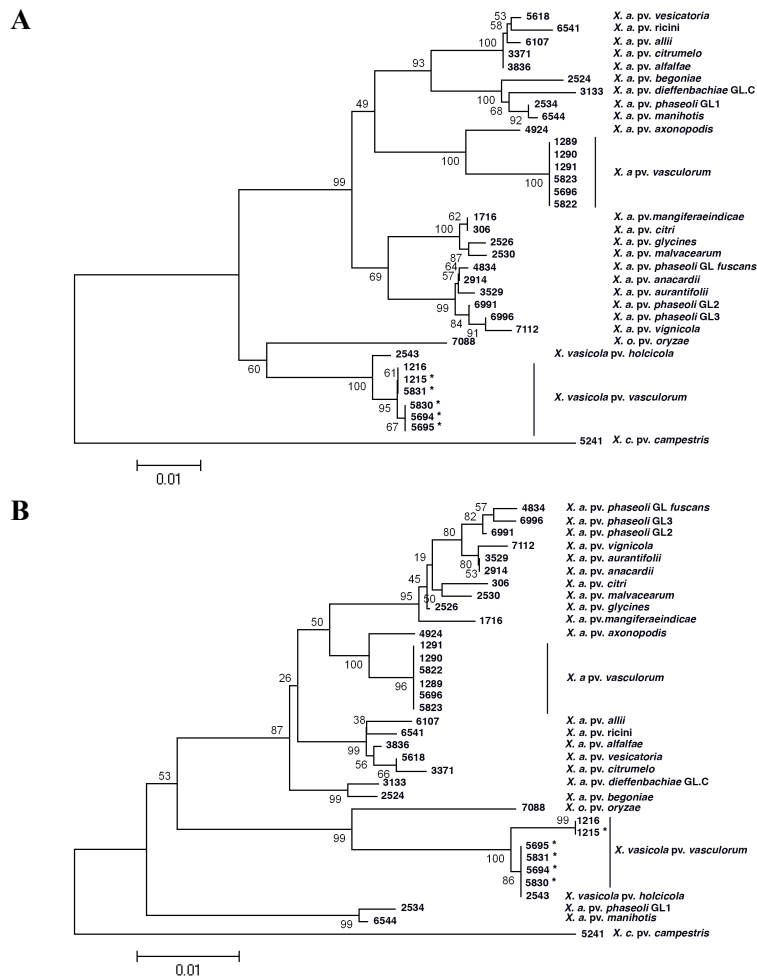 A
53 5618 X. a. pv. vesicatoria
58 6541 X. a. pv. ricini
6107 X. a. pv. allii
100 3371 X. a. pv. citrumelo
3836 X. a. pv. alfalfae
93
2524 X. a. pv. begoniae
3133 X. a. pv. dieffenbachiae GL.C
100 2534 X. a. pv. phaseoli GL1
68 6544 X. a. pv. manihotis
92
49
4924 X. a. pv. axonopodis
1289
1290
100 1291
5823 X. a pv. vasculorum
100 5696
5822
99
62 1716 X. a. pv.mangiferaeindicae
100 306 X. a. pv. citri
2526 X. a. pv. glycines
87 2530 X. a. pv. malvacearum
64 4834 X. a. pv. phaseoli GL fuscans
69 57 2914 X. a. pv. anacardii
3529 X. a. pv. aurantifolii
99 6991 X. a. pv. phaseoli GL2
84 6996 X. a. pv. phaseoli GL3
91 7112 X. a. pv. vignicola
7088 X. o. pv. oryzae
60 2543 X. vasicola pv. holcicola
1216
61 1215 *
100 5831 *
X. vasicola pv. vasculorum
95 5830 *
5694 *
67 5695 *
5241 X. c. pv. campestris
0.01
B
57 4834 X. a. pv. phaseoli GL fuscans
82 6996 X. a. pv. phaseoli GL3
80 6991 X. a. pv. phaseoli GL2
7112 X. a. pv. vignicola
19 3529 X. a. pv. aurantifolii
80 2914 X. a. pv. anacardii
53
45 306 X. a. pv. citri
95 50 2530 X. a. pv. malvacearum
2526 X. a. pv. glycines
1716 X. a. pv.mangiferaeindicae
50 4924 X. a. pv. axonopodis
1291
1290
100 5822 X. a pv. vasculorum
96 1289
5696
26 5823
38 6107 X. a. pv. allii
6541 X. a. pv. ricini
87 3836 X. a. pv. alfalfae
99 5618 X. a. pv. vesicatoria
56 3371 X. a. pv. citrumelo
66
3133 X. a. pv. dieffenbachiae GL.C
53 99 2524 X. a. pv. begoniae
7088 X. o. pv. oryzae
99 1216
99 1215 *
5695 * X. vasicola pv. vasculorum
100 5831 *
5694 *
86 5830 *
2543 X. vasicola pv. holcicola
2534 X. a. pv. phaseoli GL1
99 6544 X. a. pv. manihotis
5241 X. c. pv. campestris
0.01